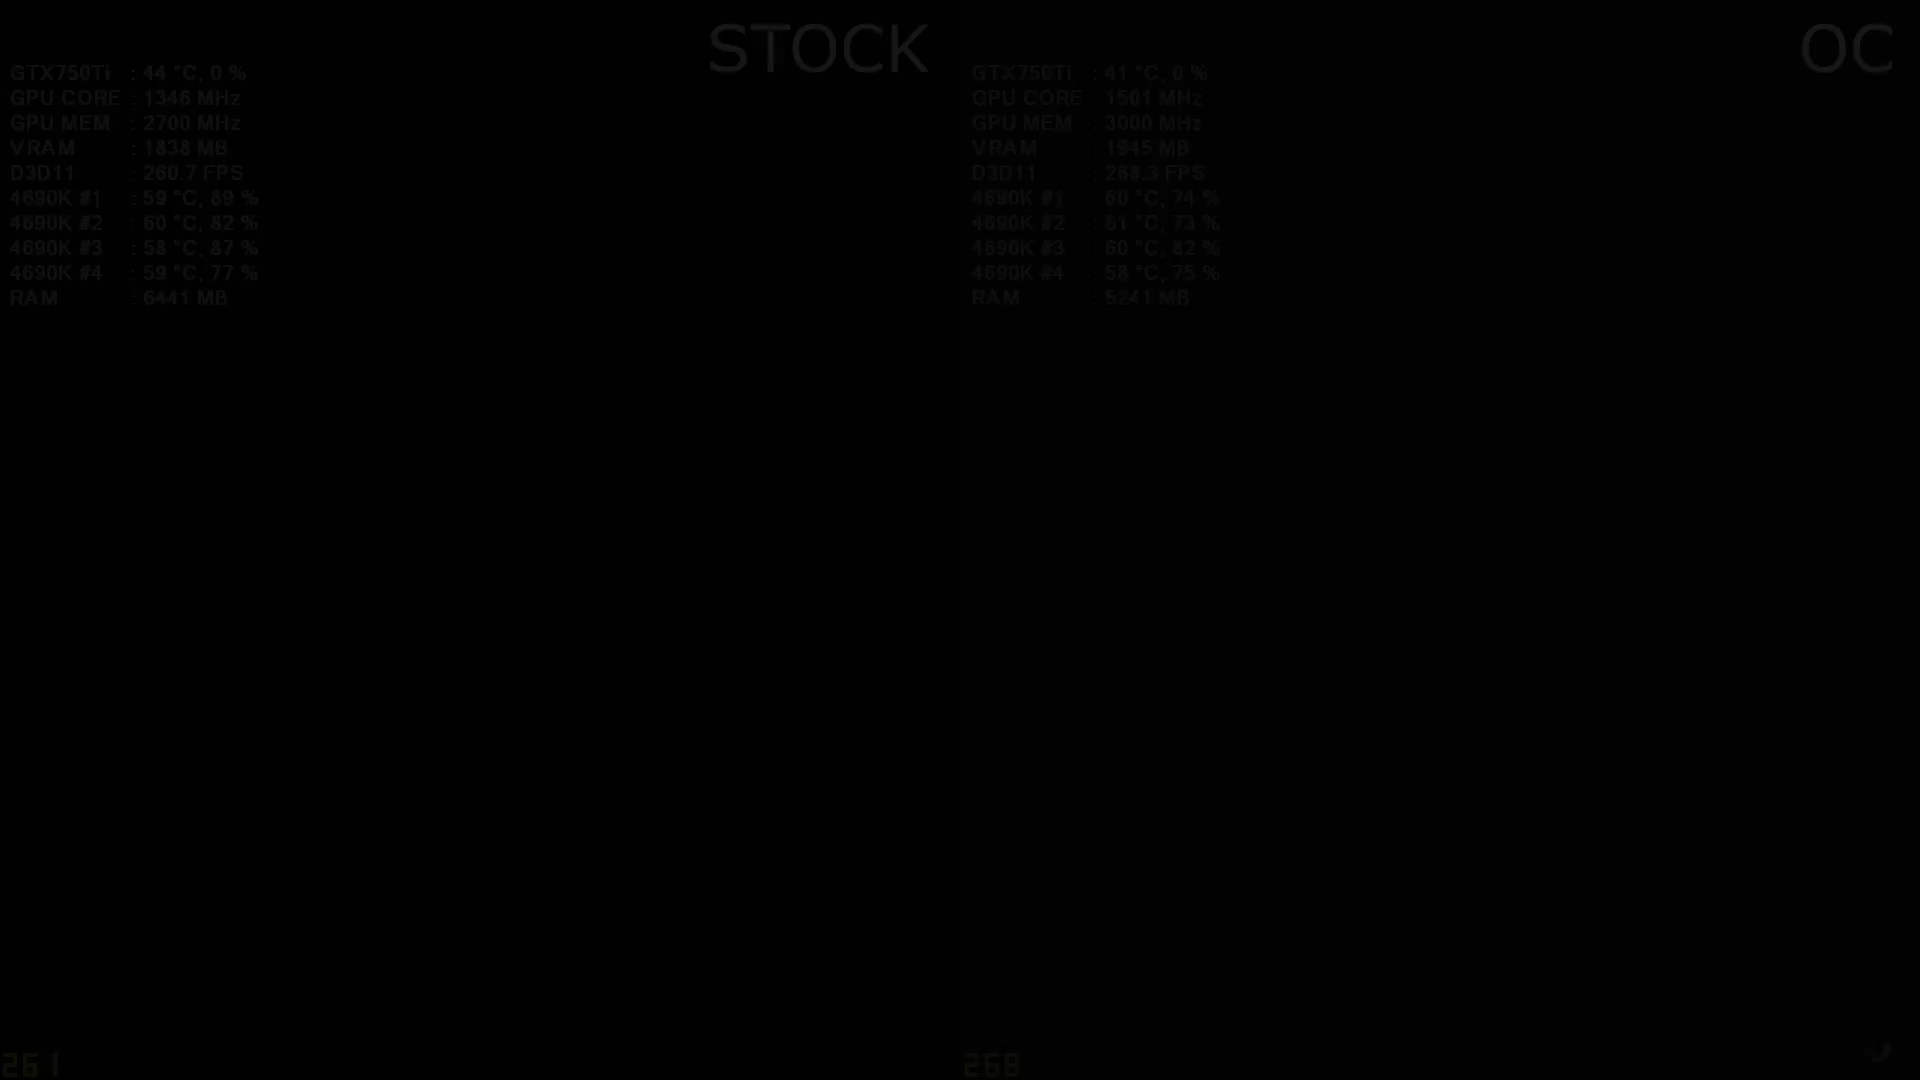 STOCK
GTX750Ti : 44 °C, 0 %
GPU CORE : 1346 MHz
GPU MEM : 2700 MHz
VRAM : 1838 MB
D3D11 : 260.7 FPS
4690K #1 : 59 °C, 89 %
4690K #2 : 60 °C, 82 %
4690K #3 : 58 °C, 87 %
4690K #4 : 59 °C, 77 %
RAM : 6441 MB
261
OC
GTX750Ti : 41 °C, 0 %
GPU CORE 1501 MHz
GPU MEM : 3000 MHz
VRAM : 1945 MB
D3D11 : 268.3 FPS
4690K #1 60 °C, 74 %
4690K #2 : 61 °C, 73 %
4690K #3 : 60 °C, 82 %
4690K #4 : 58 °C, 75 %
RAM : 5241 MB
268